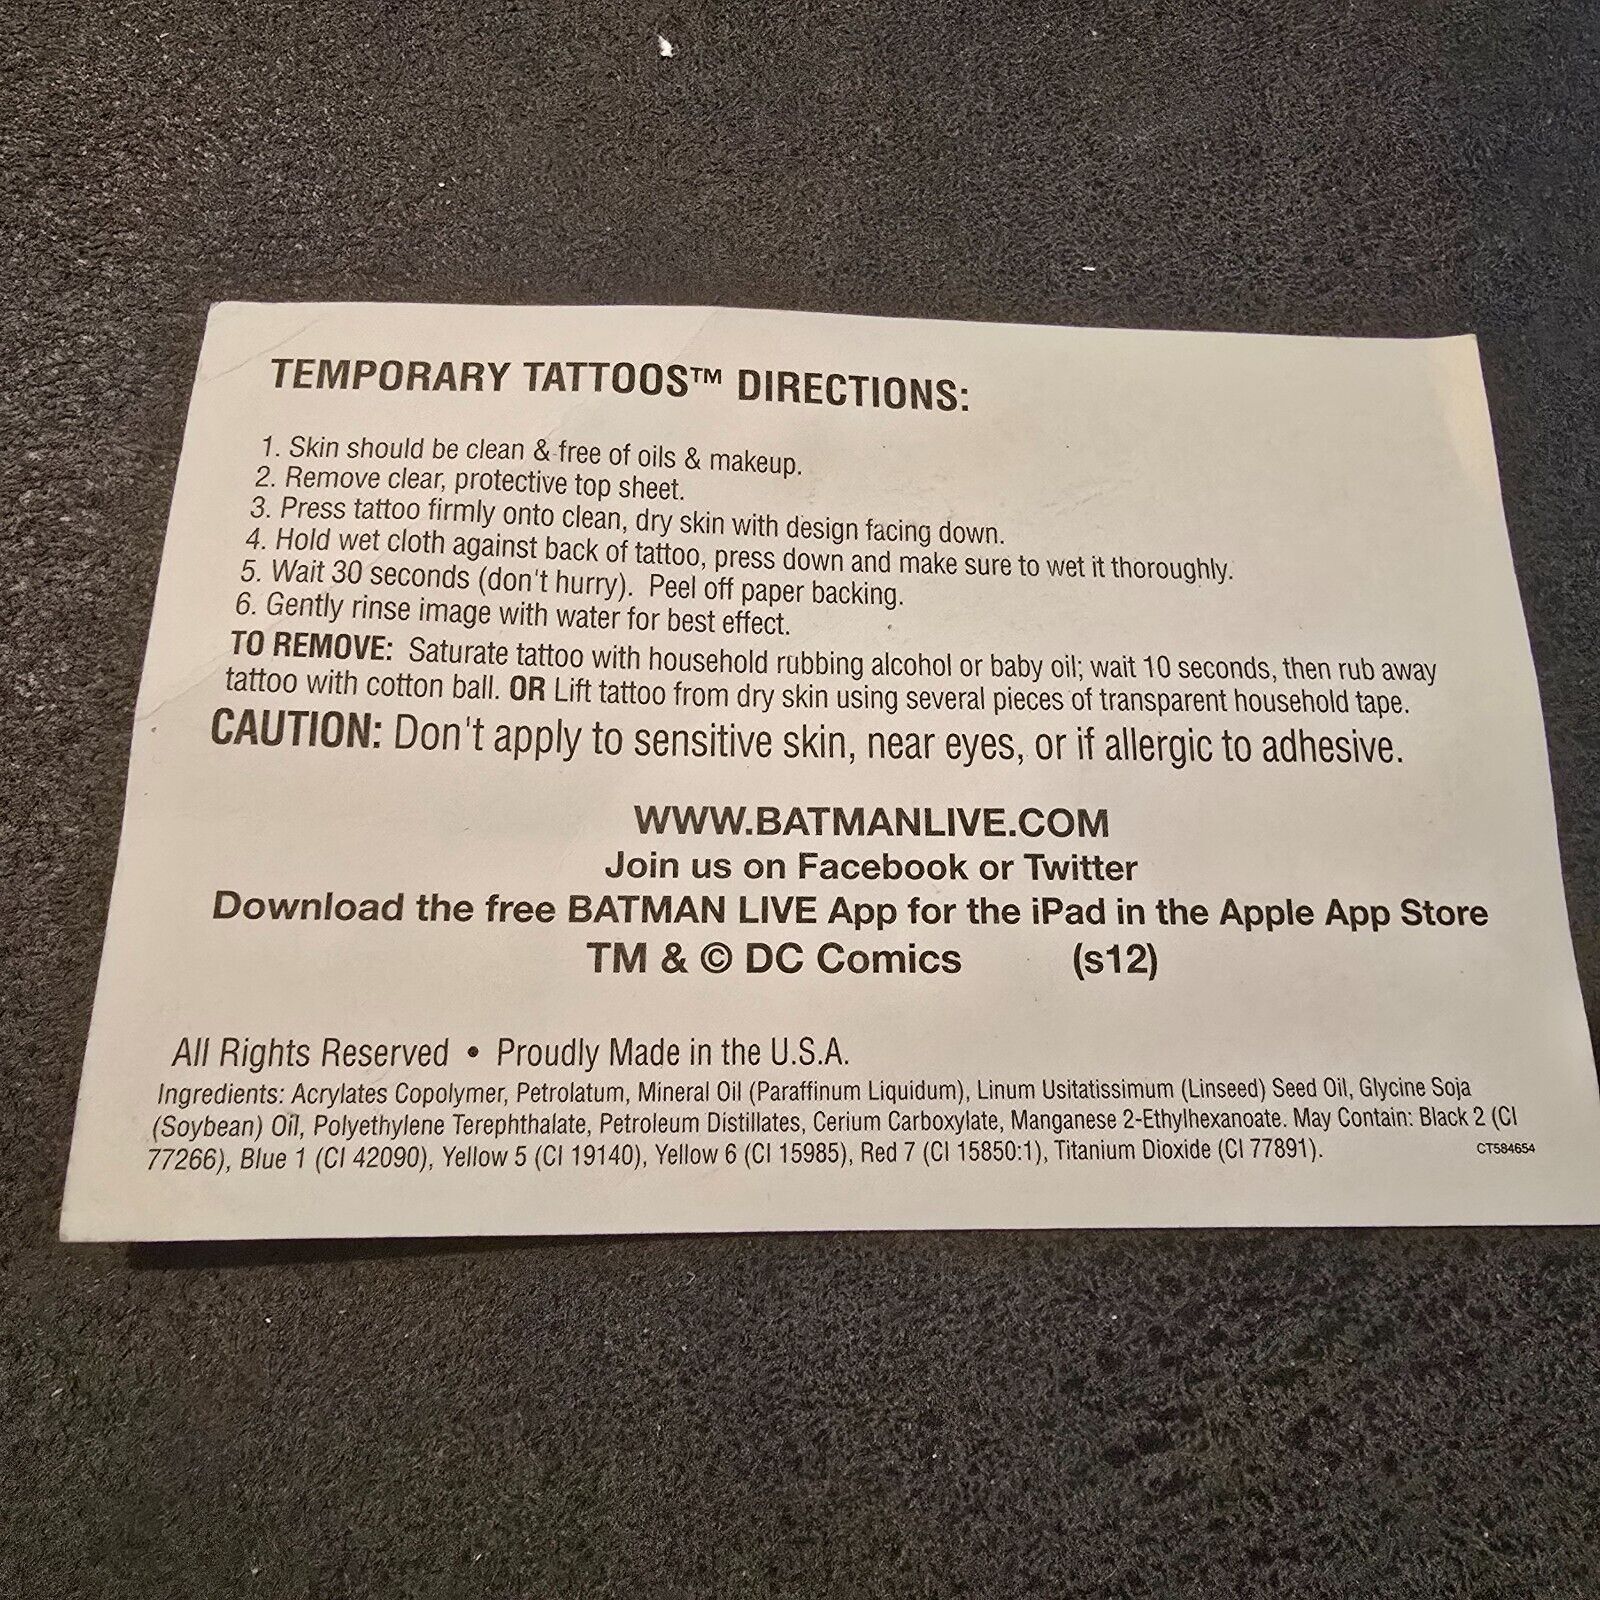 TEMPORARY TATTOOS™ DIRECTIONS:
1. Skin should be clean & free of oils & makeup.
2. Remove clear, protective top sheet.
3. Press tattoo firmly onto clean, dry skin with design facing down.
4. Hold wet cloth against back of tattoo, press down and make sure to wet it thoroughly.
5. Wait 30 seconds (don't hurry). Peel off paper backing.
6. Gently rinse image with water for best effect.
TO REMOVE: Saturate tattoo with household rubbing alcohol or baby oil; wait 10 seconds, then rub away
tattoo with cotton ball. OR Lift tattoo from dry skin using several pieces of transparent household tape.
CAUTION: Don't apply to sensitive skin, near eyes, or if allergic to adhesive.
WWW.BATMANLIVE.COM
Join us on Facebook or Twitter
Download the free BATMAN LIVE App for the iPad in the Apple App Store
TM & © DC Comics (s12)
All Rights Reserved • Proudly Made in the U.S.A.
Ingredients: Acrylates Copolymer, Petrolatum, Mineral Oil (Paraffinum Liquidum), Linum Usitatissimum (Linseed) Seed Oil, Glycine Soja
(Soybean) Oil, Polyethylene Terephthalate, Petroleum Distillates, Cerium Carboxylate, Manganese 2-Ethylhexanoate. May Contain: Black 2 (CI
77266), Blue 1 (CI 42090), Yellow 5 (CI 19140), Yellow 6 (CI 15985), Red 7 (CI 15850:1), Titanium Dioxide (CI 77891). CT584654